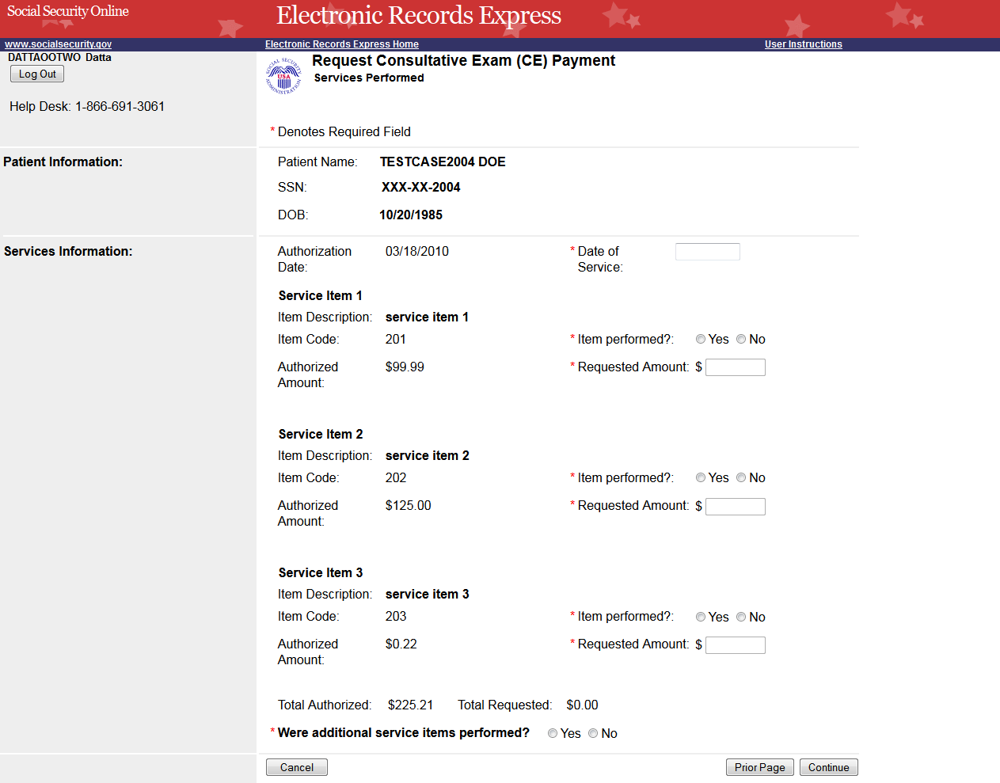 Social Security Online
Electronic Records Express
www.socialsecurity.gov
Electronic Records Express Home
User Instructions
DATTAOOTWO Datta
Log Out
Help Desk: 1-866-691-3061
SOCIAL SECURITY ADMINISTRATION
USA
Request Consultative Exam (CE) Payment
Services Performed
* Denotes Required Field
Patient Information:
Patient Name: TESTCASE2004 DOE
SSN: XXX-XX-2004
DOB: 10/20/1985
Services Information:
Authorization Date: 03/18/2010 * Date of Service:
Service Item 1
Item Description: service item 1
Item Code: 201 * Item performed?: Yes No
Authorized Amount: $99.99 * Requested Amount: $
Service Item 2
Item Description: service item 2
Item Code: 202 * Item performed?: Yes No
Authorized Amount: $125.00 * Requested Amount: $
Service Item 3
Item Description: service item 3
Item Code: 203 * Item performed?: Yes No
Authorized Amount: $0.22 * Requested Amount: $
Total Authorized: $225.21 Total Requested: $0.00
* Were additional service items performed? Yes No
Cancel Prior Page Continue